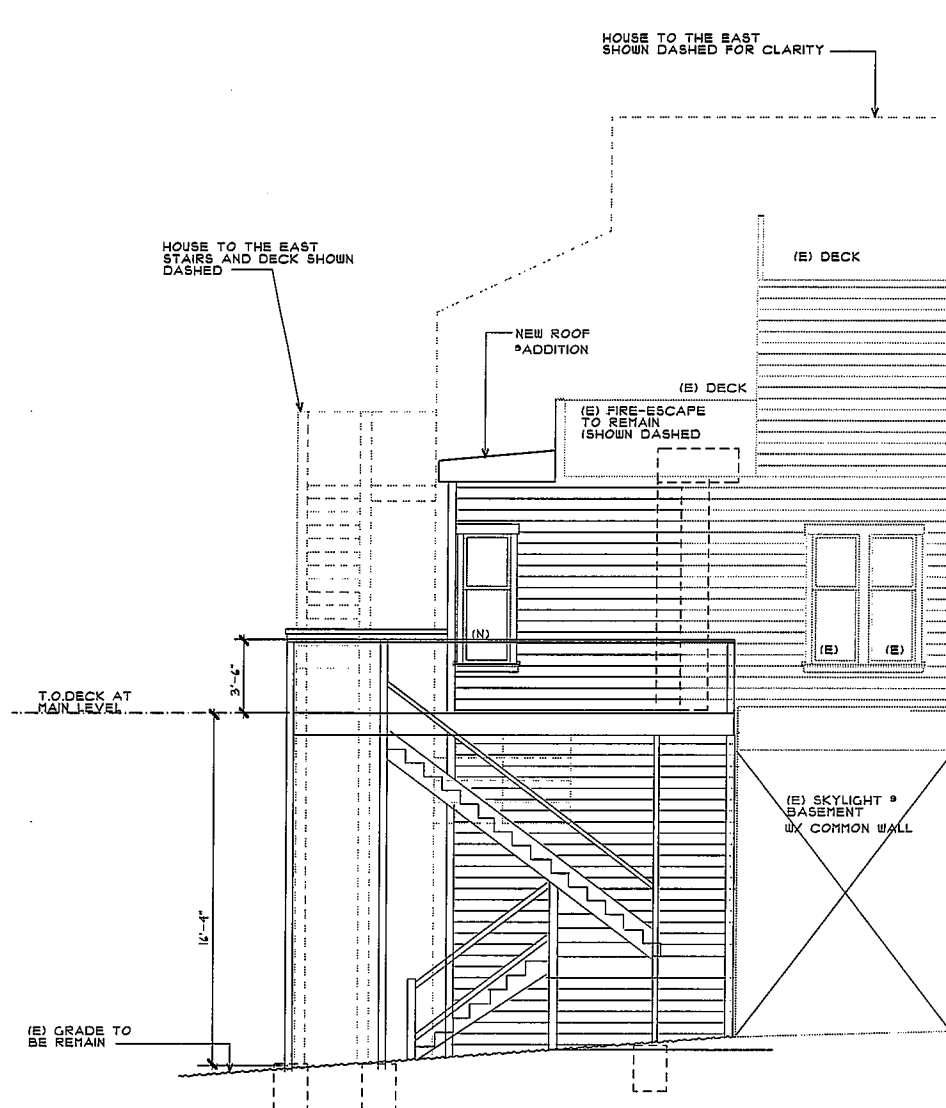 HOUSE TO THE EAST
SHOWN DASHED FOR CLARITY
HOUSE TO THE EAST
STAIRS AND DECK SHOWN
DASHED
(E) DECK
NEW ROOF
@ADDITION
(E) DECK
(E) FIRE-ESCAPE
TO REMAIN
(SHOWN DASHED
(N)
(E)
(E)
3'-6"
T.O.DECK AT
MAIN LEVEL
(E) SKYLIGHT @
BASEMENT
W/ COMMON WALL
16'-4"
(E) GRADE TO
BE REMAIN